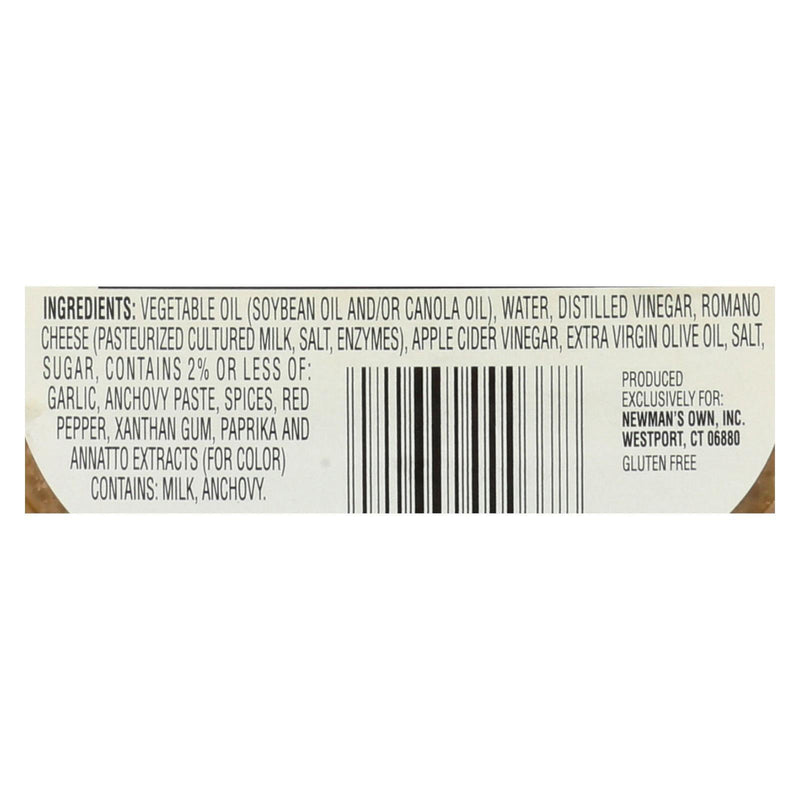 INGREDIENTS: VEGETABLE OIL (SOYBEAN OIL AND/OR CANOLA OIL), WATER, DISTILLED VINEGAR, ROMANO
CHEESE (PASTEURIZED CULTURED MILK, SALT, ENZYMES), APPLE CIDER VINEGAR, EXTRA VIRGIN OLIVE OIL, SALT,
SUGAR, CONTAINS 2% OR LESS OF:
GARLIC, ANCHOVY PASTE, SPICES, RED
PEPPER, XANTHAN GUM, PAPRIKA AND
ANNATTO EXTRACTS (FOR COLOR)
CONTAINS: MILK, ANCHOVY.
PRODUCED
EXCLUSIVELY FOR:
NEWMAN'S OWN, INC.
WESTPORT, CT 06880
GLUTEN FREE